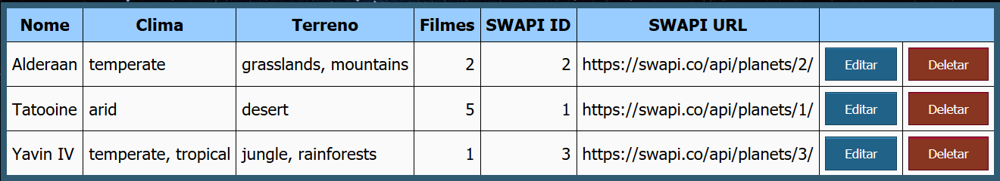 Nome Clima Terreno Filmes SWAPI ID SWAPI URL
Alderaan temperate grasslands, mountains 2 2 https://swapi.co/api/planets/2/ Editar Deletar
Tatooine arid desert 5 1 https://swapi.co/api/planets/1/ Editar Deletar
Yavin IV temperate, tropical jungle, rainforests 1 3 https://swapi.co/api/planets/3/ Editar Deletar